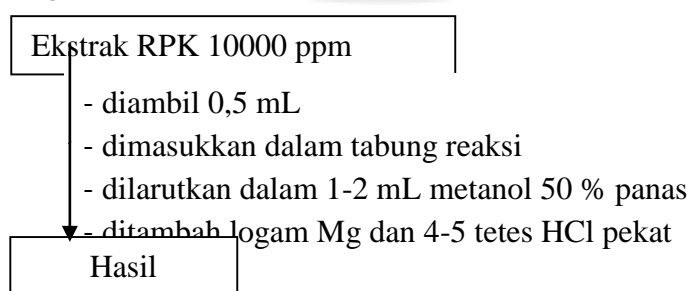 Ekstrak RPK 10000 ppm
- diambil 0,5 mL
- dimasukkan dalam tabung reaksi
- dilarutkan dalam 1-2 mL metanol 50 % panas
- ditambah logam Mg dan 4-5 tetes HCl pekat
Hasil